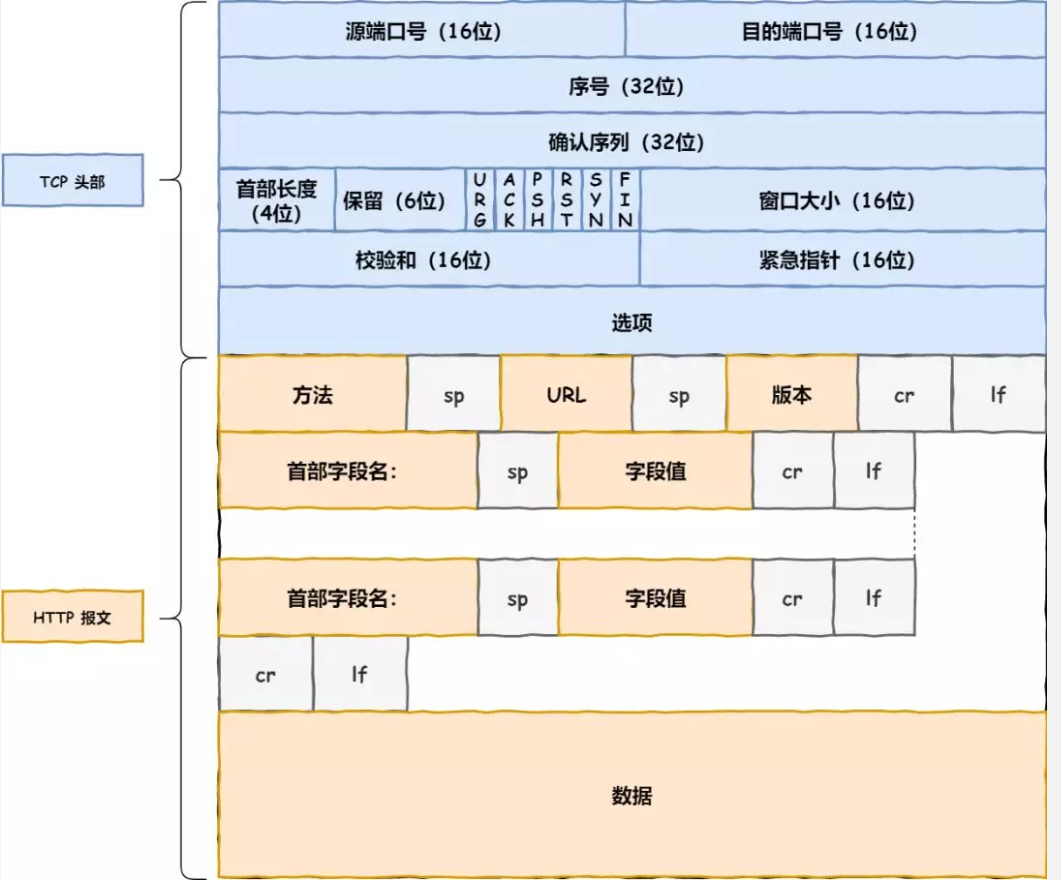 源端口号（16位） 目的端口号（16位）
序号（32位）
确认序列（32位）
TCP 头部
首部长度
（4位）
保留（6位）
URG
ACK
PSH
RST
SYN
FIN
窗口大小（16位）
校验和（16位） 紧急指针（16位）
选项
方法 sp URL sp 版本 cr lf
首部字段名： sp 字段值 cr lf
首部字段名： sp 字段值 cr lf
HTTP 报文
cr lf
数据